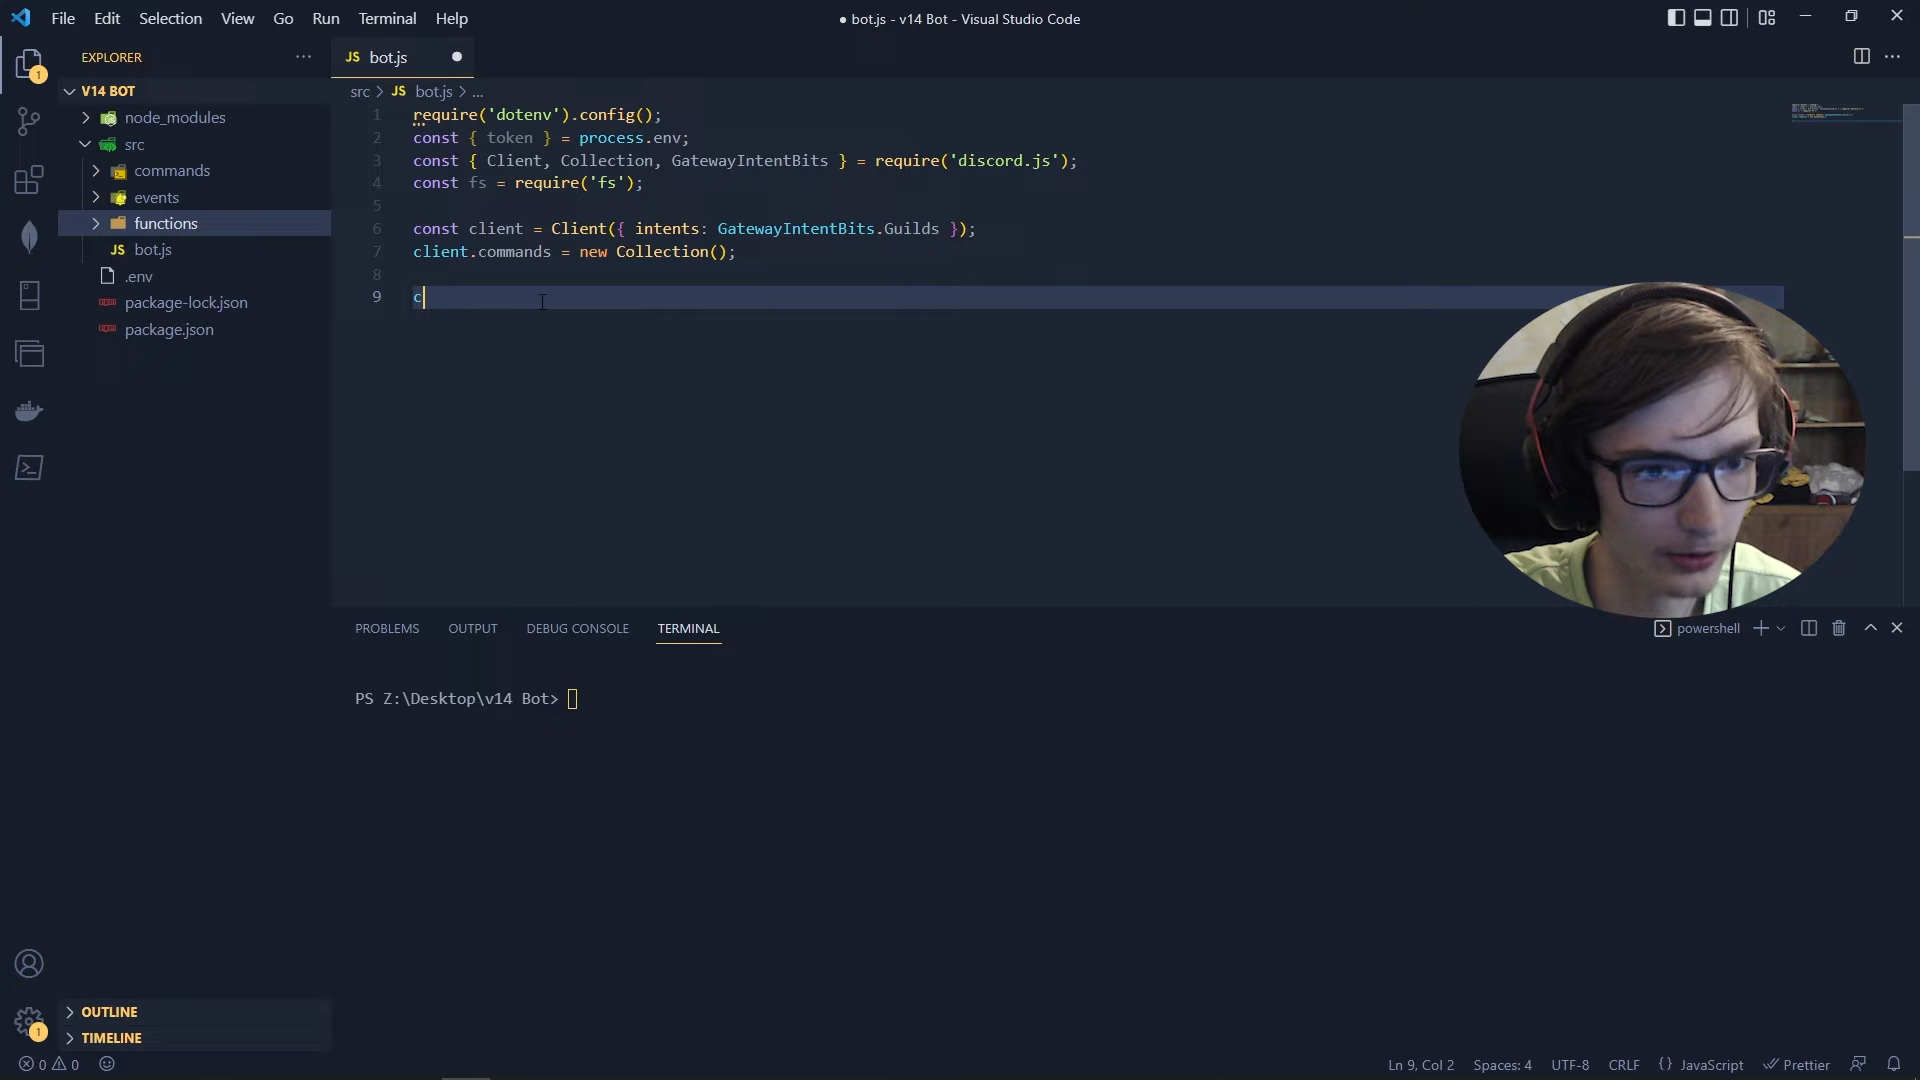 File Edit Selection View Go Run Terminal Help
● bot.js - v14 Bot - Visual Studio Code
EXPLORER
1
V14 BOT
node_modules
src
commands
events
functions
JS bot.js
.env
package-lock.json
package.json
JS bot.js
src > JS bot.js > ...
1 require('dotenv').config();
2 const { token } = process.env;
3 const { Client, Collection, GatewayIntentBits } = require('discord.js');
4 const fs = require('fs');
5
6 const client = Client({ intents: GatewayIntentBits.Guilds });
7 client.commands = new Collection();
8
9 c
PROBLEMS OUTPUT DEBUG CONSOLE TERMINAL
powershell
PS Z:\Desktop\v14 Bot>
OUTLINE
1
TIMELINE
0 0
Ln 9, Col 2 Spaces: 4 UTF-8 CRLF {} JavaScript Prettier